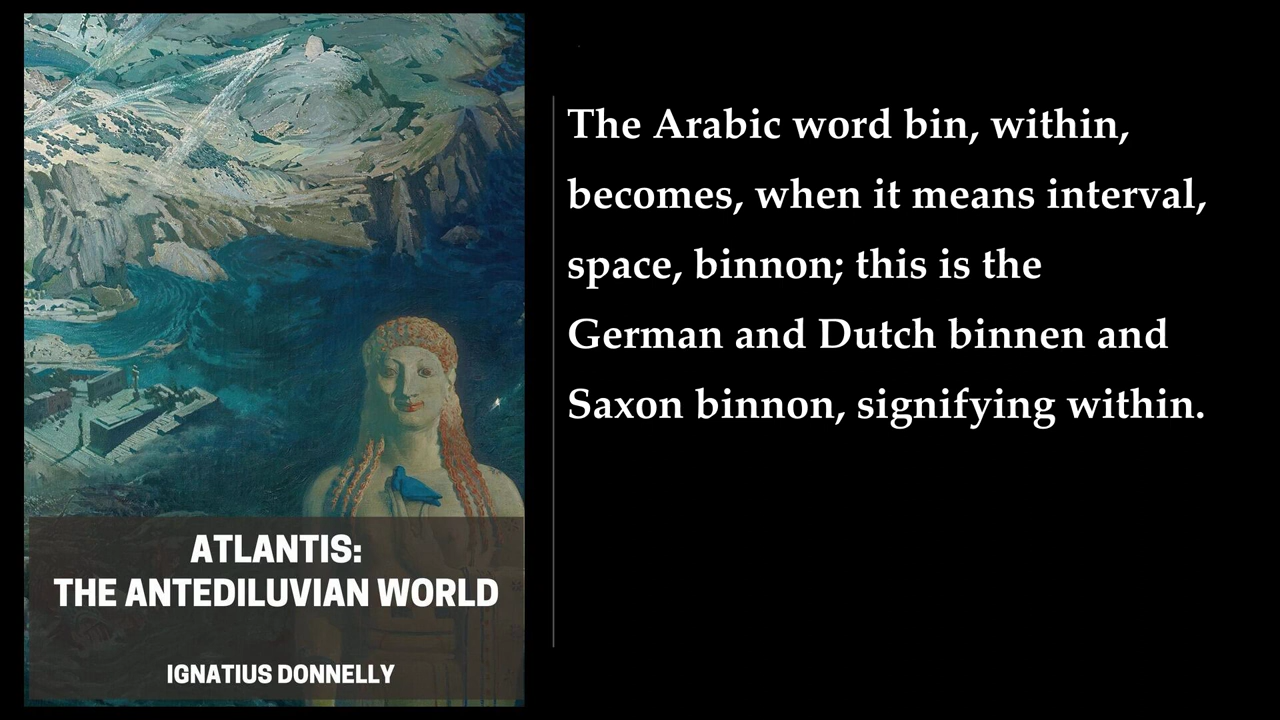 The Arabic word bin, within,
becomes, when it means interval,
space, binnon; this is the
German and Dutch binnen and
Saxon binnon, signifying within.
ATLANTIS:
THE ANTEDILUVIAN WORLD
IGNATIUS DONNELLY